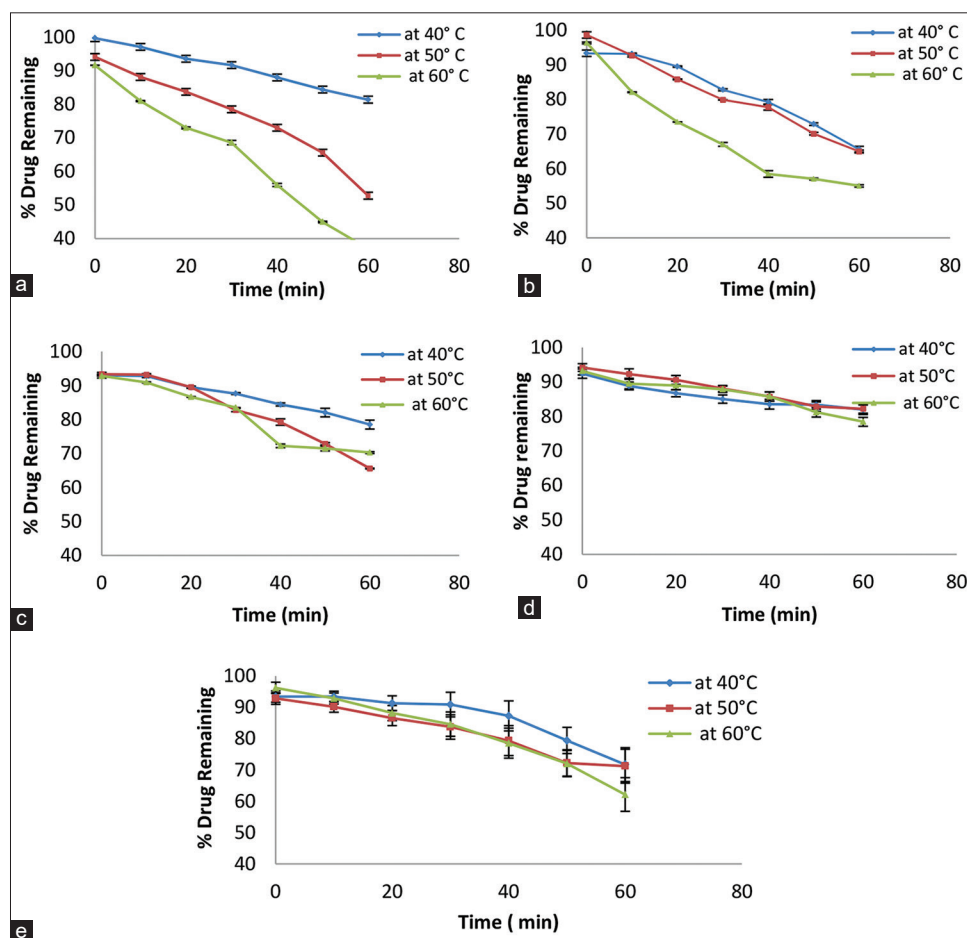 100
90
80
70
60
50
40
0
20
40
60
80
% Drug Remaining
Time (min)
at 40° C
at 50° C
at 60° C
a
100
90
80
70
60
50
40
0
20
40
60
80
% Drug Remaining
Time (min)
at 40° C
at 50° C
at 60° C
b
100
90
80
70
60
50
40
0
20
40
60
80
% Drug Remaining
Time (min)
at 40°C
at 50°C
at 60°C
c
100
90
80
70
60
50
40
0
20
40
60
80
% Drug remaining
Time (min)
at 40°C
at 50°C
at 60°C
d
100
90
80
70
60
50
40
0
20
40
60
80
% Drug Remaining
Time ( min)
at 40°C
at 50°C
at 60°C
e